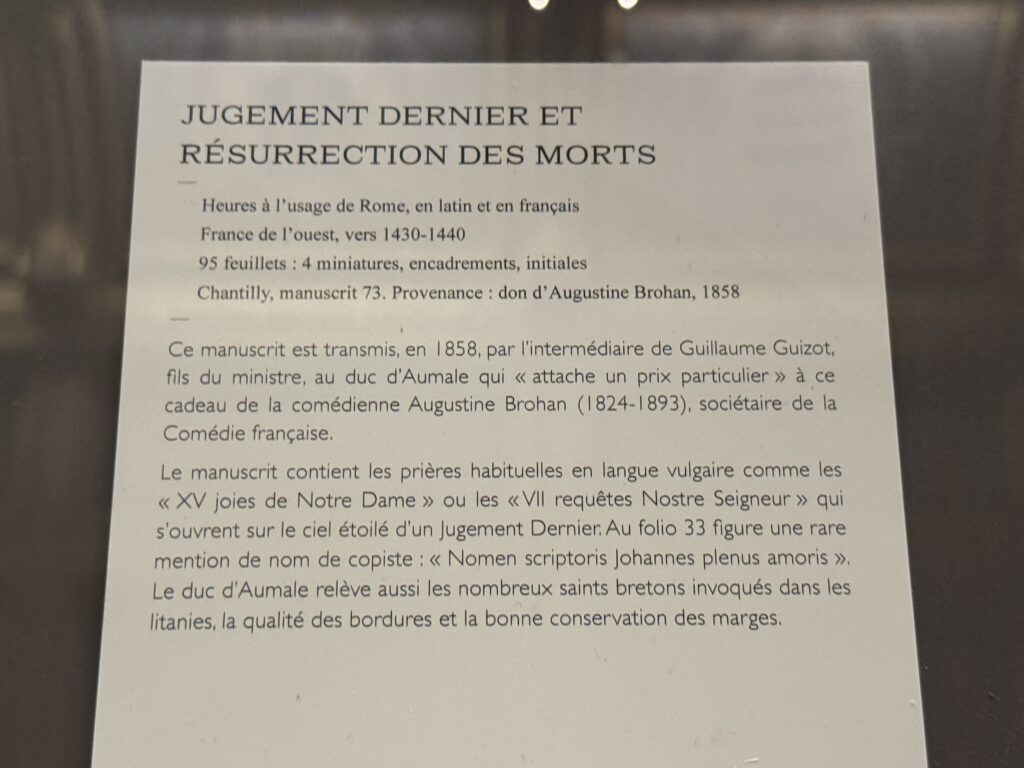 JUGEMENT DERNIER ET
RÉSURRECTION DES MORTS
Heures à l’usage de Rome, en latin et en français
France de l’ouest, vers 1430-1440
95 feuillets : 4 miniatures, encadrements, initiales
Chantilly, manuscrit 73. Provenance : don d’Augustine Brohan, 1858
Ce manuscrit est transmis, en 1858, par l’intermédiaire de Guillaume Guizot,
fils du ministre, au duc d’Aumale qui « attache un prix particulier » à ce
cadeau de la comédienne Augustine Brohan (1824-1893), sociétaire de la
Comédie française.
Le manuscrit contient les prières habituelles en langue vulgaire comme les
« XV joies de Notre Dame » ou les « VII requêtes Nostre Seigneur » qui
s’ouvrent sur le ciel étoilé d’un Jugement Dernier. Au folio 33 figure une rare
mention de nom de copiste : « Nomen scriptoris Johannes plenus amoris ».
Le duc d’Aumale relève aussi les nombreux saints bretons invoqués dans les
litanies, la qualité des bordures et la bonne conservation des marges.